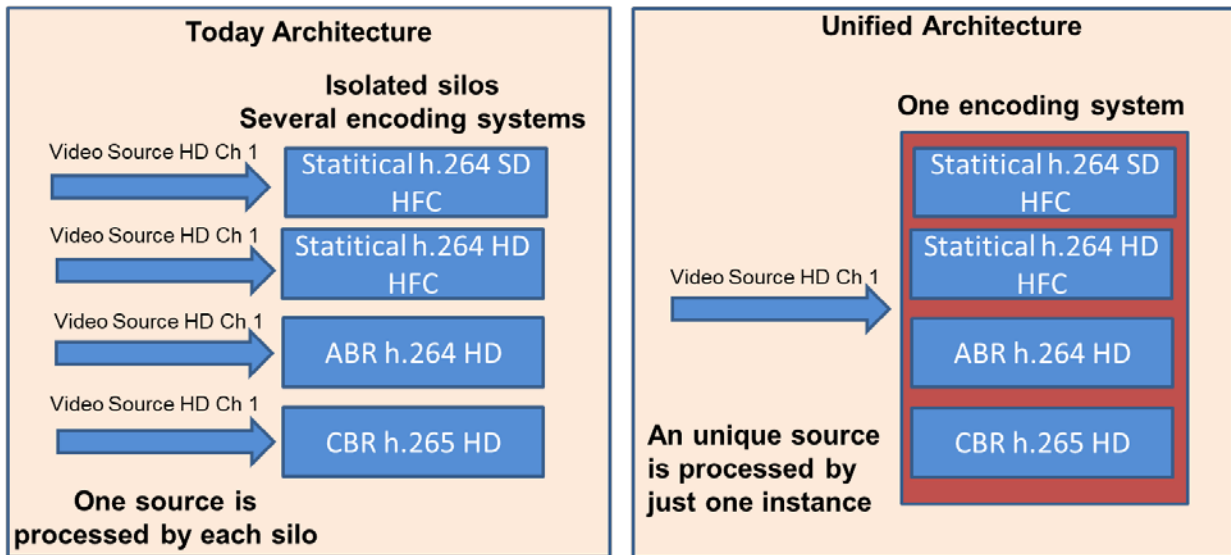 Today Architecture
Isolated silos
Several encoding systems
Video Source HD Ch 1
Statitical h.264 SD
HFC
Video Source HD Ch 1
Statitical h.264 HD
HFC
Video Source HD Ch 1
ABR h.264 HD
Video Source HD Ch 1
CBR h.265 HD
One source is
processed by each silo
Unified Architecture
One encoding system
Statitical h.264 SD
HFC
Statitical h.264 HD
HFC
Video Source HD Ch 1
ABR h.264 HD
CBR h.265 HD
An unique source
is processed by
just one instance